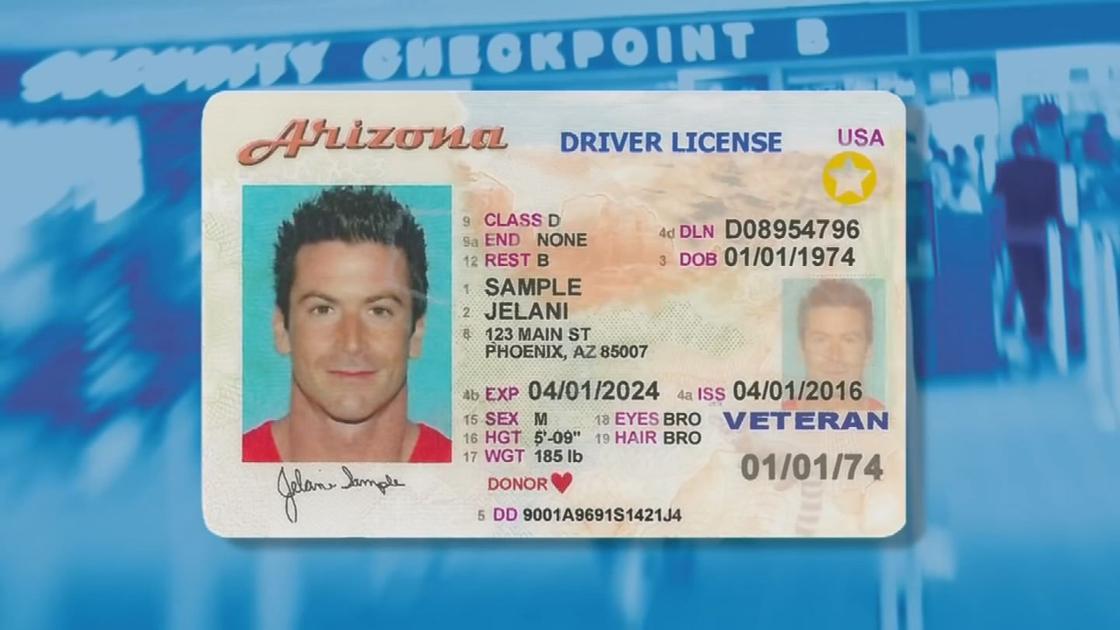 SECURITY CHECKPOINT B
Arizona DRIVER LICENSE USA
9 CLASS D
9a END NONE
12 REST B
4d DLN D08954796
3 DOB 01/01/1974
1 SAMPLE
2 JELANI
8 123 MAIN ST
PHOENIX, AZ 85007
4b EXP 04/01/2024 4a ISS 04/01/2016
15 SEX M 18 EYES BRO VETERAN
16 HGT 5'-09" 19 HAIR BRO
17 WGT 185 lb
01/01/74
DONOR
5 DD 9001A9691S1421J4
Jelani Sample